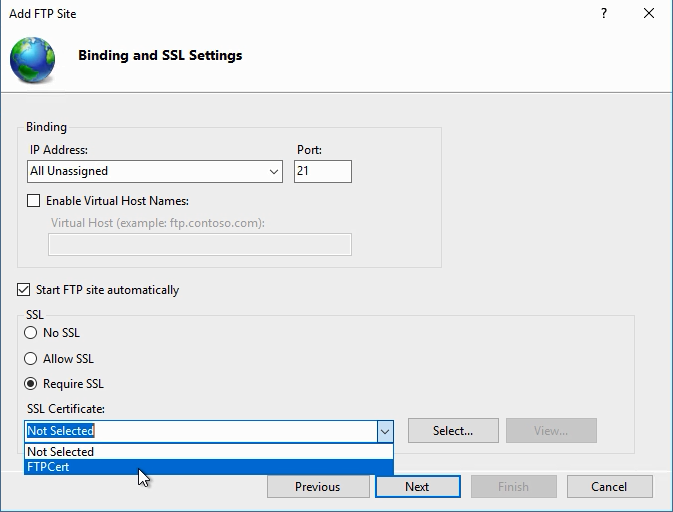 Add FTP Site
?
Binding and SSL Settings
Binding
IP Address: Port:
All Unassigned 21
Enable Virtual Host Names:
Virtual Host (example: ftp.contoso.com):
Start FTP site automatically
SSL
No SSL
Allow SSL
Require SSL
SSL Certificate:
Not Selected Select... View...
Not Selected
FTPCert
Previous Next Finish Cancel